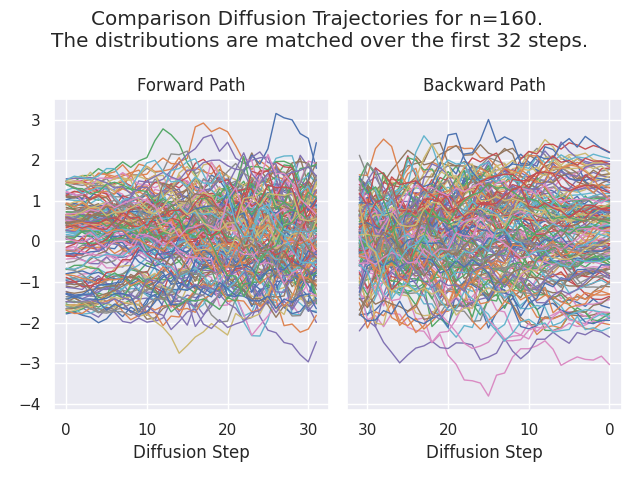 Comparison Diffusion Trajectories for n=160.
The distributions are matched over the first 32 steps.
Forward Path
Backward Path
3
2
1
0
−1
−2
−3
−4
0 10 20 30
30 20 10 0
Diffusion Step
Diffusion Step